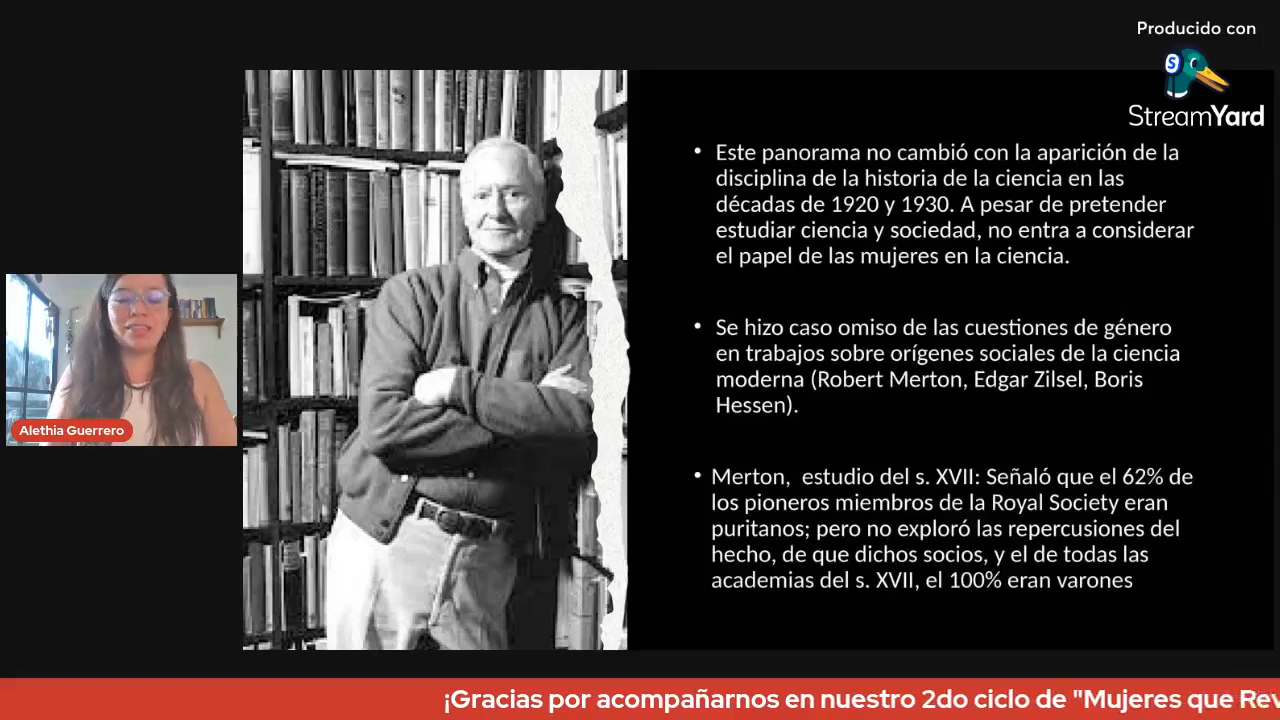 Producido con
StreamYard
• Este panorama no cambió con la aparición de la
disciplina de la historia de la ciencia en las
décadas de 1920 y 1930. A pesar de pretender
estudiar ciencia y sociedad, no entra a considerar
el papel de las mujeres en la ciencia.
• Se hizo caso omiso de las cuestiones de género
en trabajos sobre orígenes sociales de la ciencia
moderna (Robert Merton, Edgar Zilsel, Boris
Hessen).
• Merton,  estudio del s. XVII: Señaló que el 62% de
los pioneros miembros de la Royal Society eran
puritanos; pero no exploró las repercusiones del
hecho, de que dichos socios, y el de todas las
academias del s. XVII, el 100% eran varones
Alethia Guerrero
¡Gracias por acompañarnos en nuestro 2do ciclo de "Mujeres que Rev